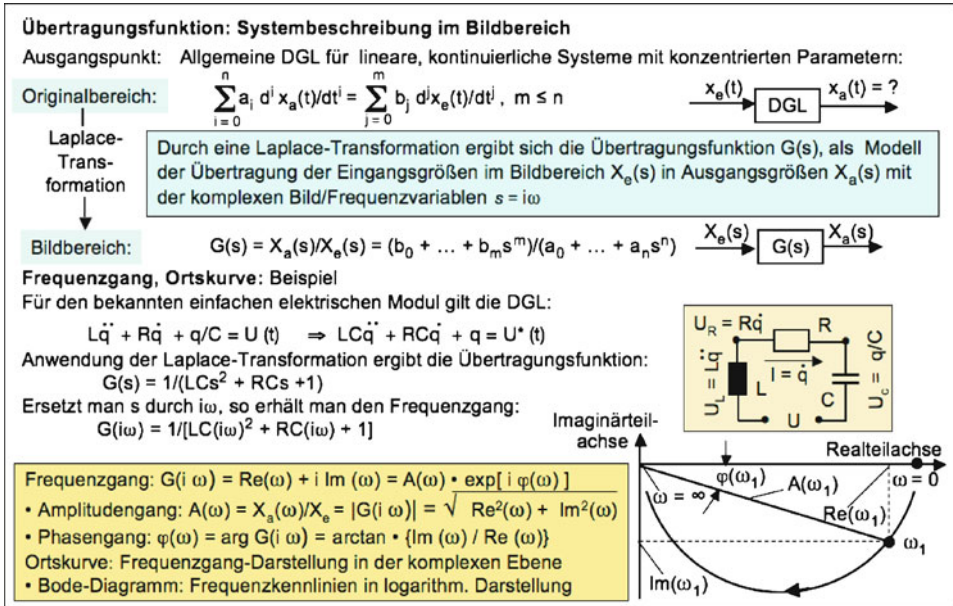 Übertragungsfunktion: Systembeschreibung im Bildbereich
Ausgangspunkt: Allgemeine DGL für lineare, kontinuierliche Systeme mit konzentrierten Parametern:
Originalbereich:
n
∑ aᵢ dⁱ xₐ(t)/dtⁱ = ∑ bⱼ dʲxₑ(t)/dtʲ , m ≤ n
i = 0
m
j = 0
xₑ(t)
DGL
xₐ(t) = ?
Laplace-
Trans-
formation
Durch eine Laplace-Transformation ergibt sich die Übertragungsfunktion G(s), als Modell
der Übertragung der Eingangsgrößen im Bildbereich Xₑ(s) in Ausgangsgrößen Xₐ(s) mit
der komplexen Bild/Frequenzvariablen s = iω
Bildbereich:
G(s) = Xₐ(s)/Xₑ(s) = (b₀ + ... + bₘsᵐ)/(a₀ + ... + aₙsⁿ)
Xₑ(s)
G(s)
Xₐ(s)
Frequenzgang, Ortskurve: Beispiel
Für den bekannten einfachen elektrischen Modul gilt die DGL:
Lq̈ + Rq̇ + q/C = U (t) ⇒ LCq̈ + RCq̇ + q = U* (t)
Anwendung der Laplace-Transformation ergibt die Übertragungsfunktion:
G(s) = 1/(LCs² + RCs +1)
Ersetzt man s durch iω, so erhält man den Frequenzgang:
G(iω) = 1/[LC(iω)² + RC(iω) + 1]
U_R = Rq̇
R
U_L = Lq̈
L
I = q̇
C
U_c = q/C
U
Frequenzgang: G(i ω) = Re(ω) + i Im (ω) = A(ω) • exp[ i φ(ω) ]
• Amplitudengang: A(ω) = Xₐ(ω)/Xₑ = |G(i ω)| = √ Re²(ω) + Im²(ω)
• Phasengang: φ(ω) = arg G(i ω) = arctan • {Im (ω) / Re (ω)}
Ortskurve: Frequenzgang-Darstellung in der komplexen Ebene
• Bode-Diagramm: Frequenzkennlinien in logarithm. Darstellung
Imaginärteil-
achse
Realteilachse
φ(ω₁)
ω = 0
ω = ∞
A(ω₁)
Re(ω₁)
ω₁
Im(ω₁)